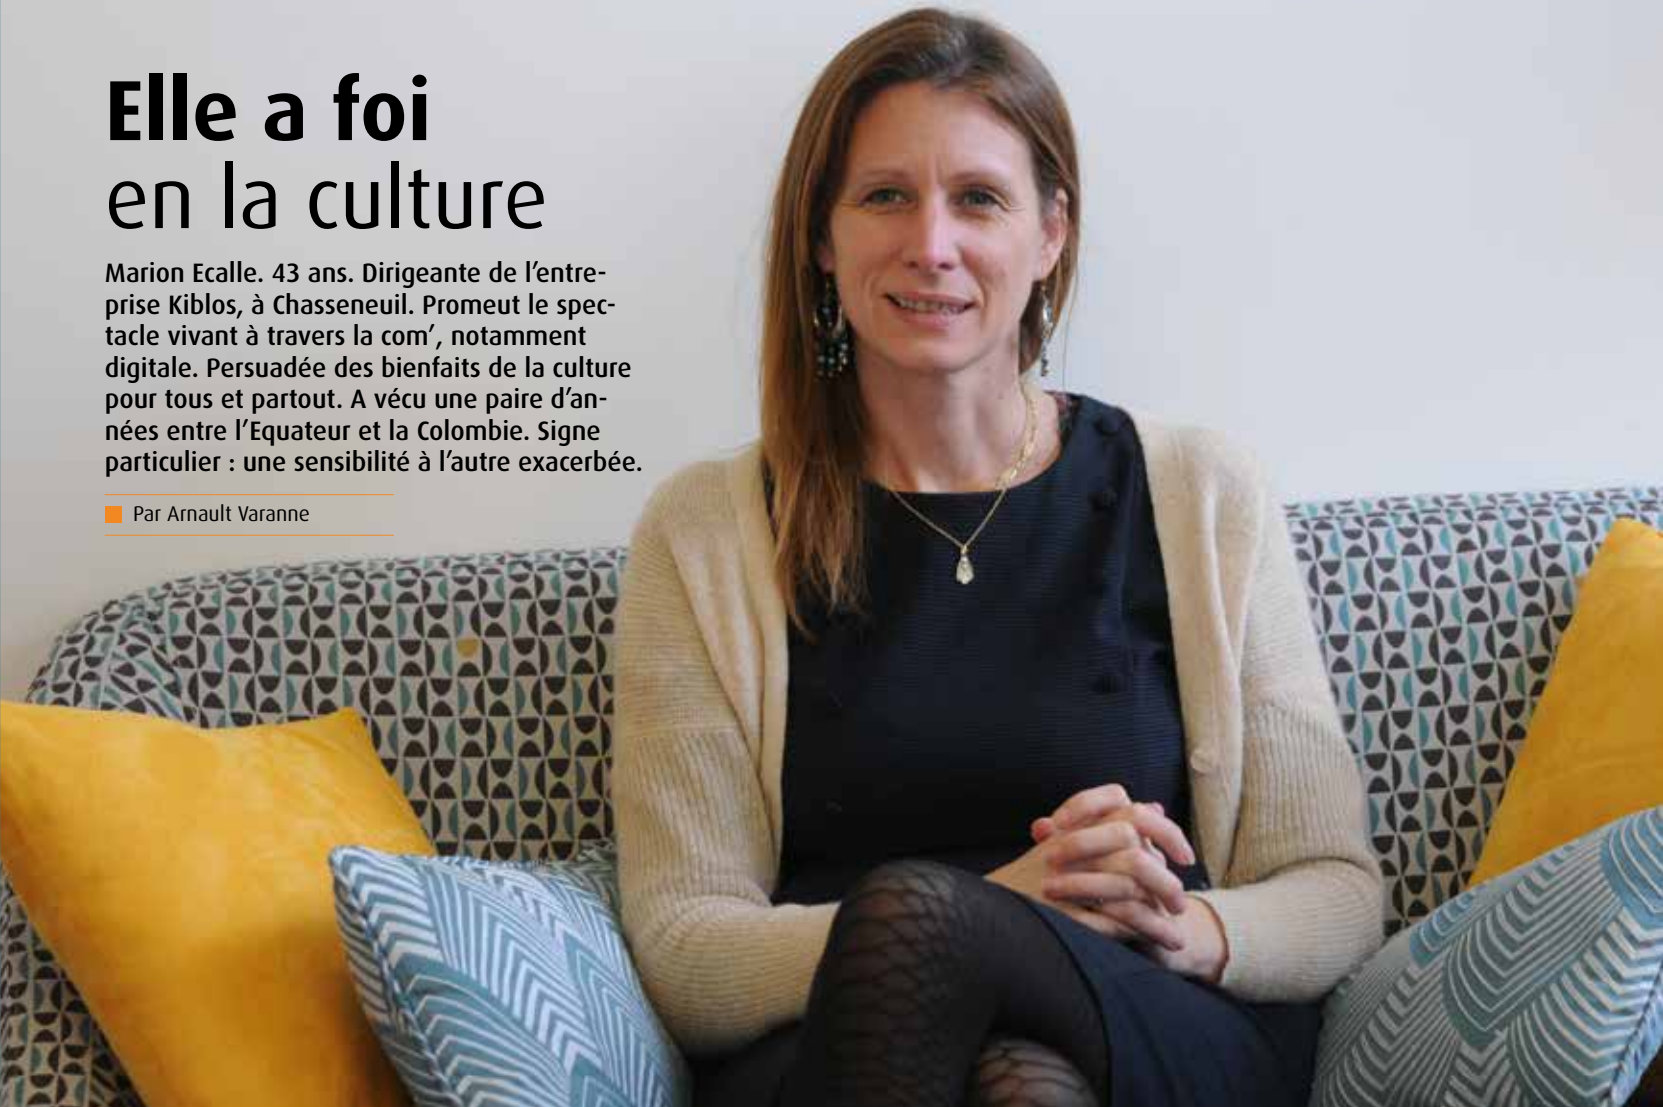 Elle a foi
en la culture
Marion Ecalle. 43 ans. Dirigeante de l’entre-
prise Kiblos, à Chasseneuil. Promeut le spec-
tacle vivant à travers la com’, notamment
digitale. Persuadée des bienfaits de la culture
pour tous et partout. A vécu une paire d’an-
nées entre l’Equateur et la Colombie. Signe
particulier : une sensibilité à l’autre exacerbée.
Par Arnault Varanne